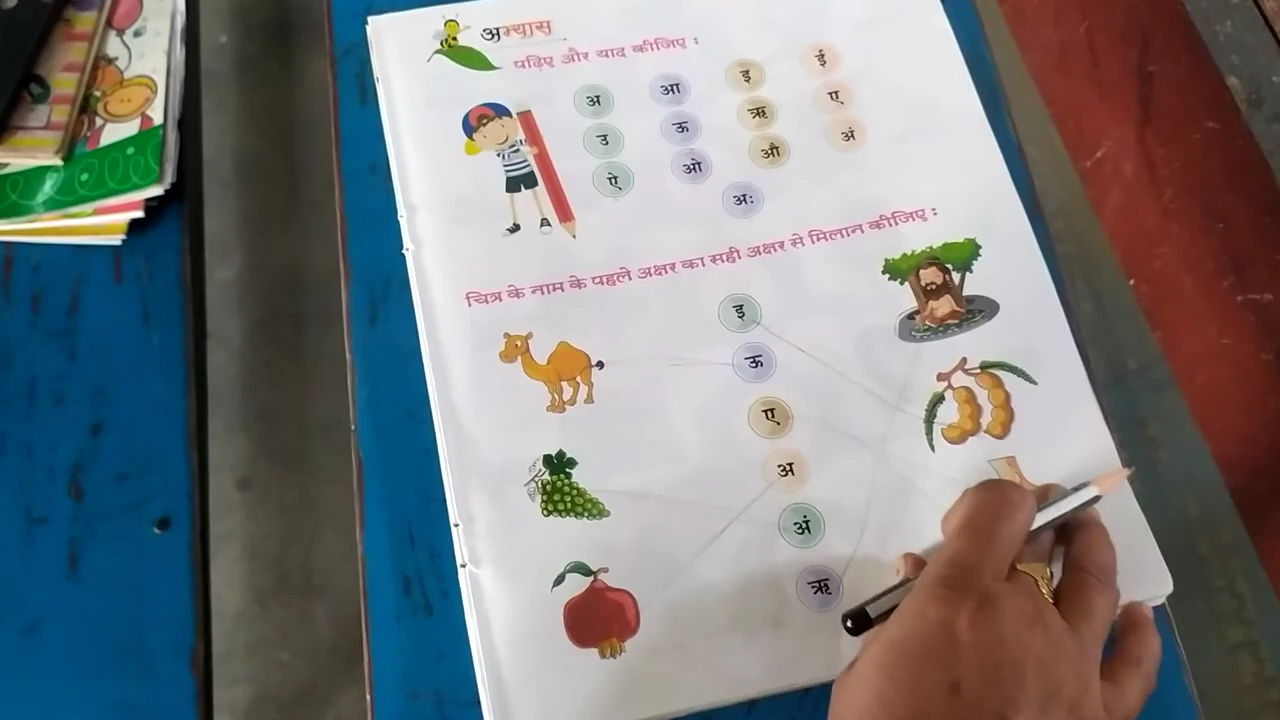 अभ्यास
पढ़िए और याद कीजिए :
अ आ इ ई
उ ऊ ऋ ए
ऐ ओ औ अं
अः
चित्र के नाम के पहले अक्षर का सही अक्षर से मिलान कीजिए :
इ
ऊ
ए
अ
अं
ऋ